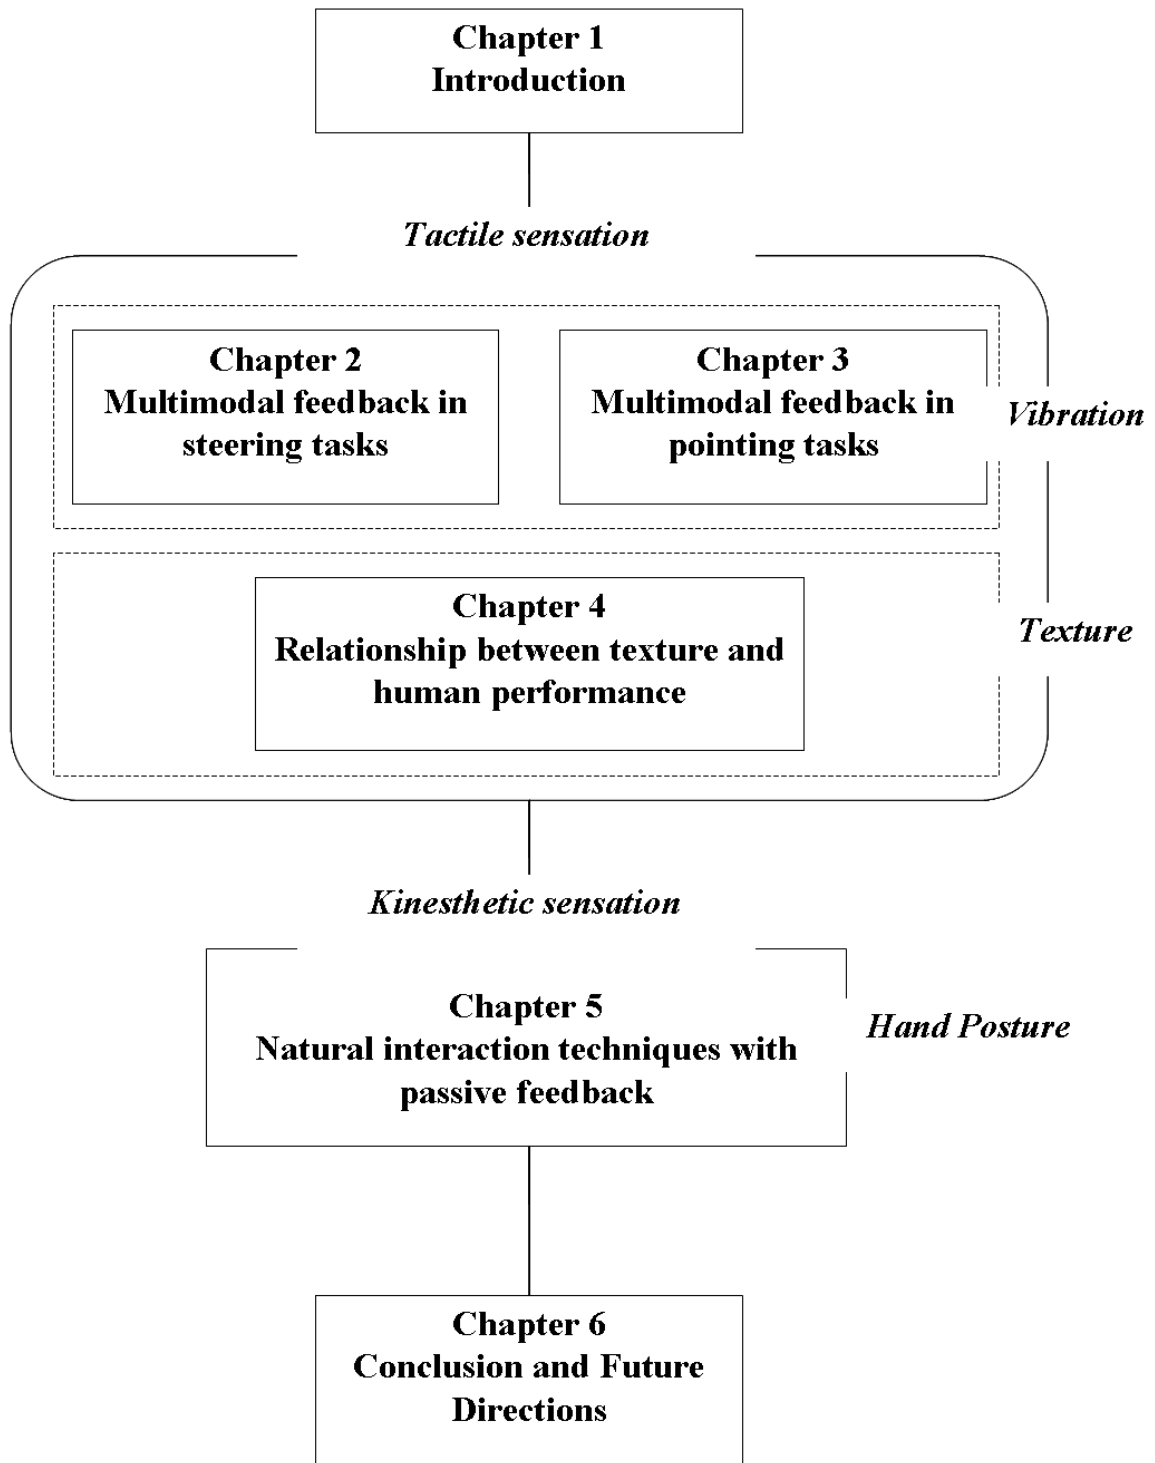 Chapter 1
Introduction
Tactile sensation
Chapter 2
Multimodal feedback in
steering tasks
Chapter 3
Multimodal feedback in
pointing tasks
Vibration
Chapter 4
Relationship between texture and
human performance
Texture
Kinesthetic sensation
Chapter 5
Natural interaction techniques with
passive feedback
Hand Posture
Chapter 6
Conclusion and Future
Directions